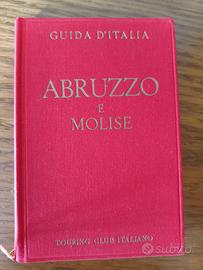 GUIDA D'ITALIA
ABRUZZO
E
MOLISE
TOURING CLUB ITALIANO
subito